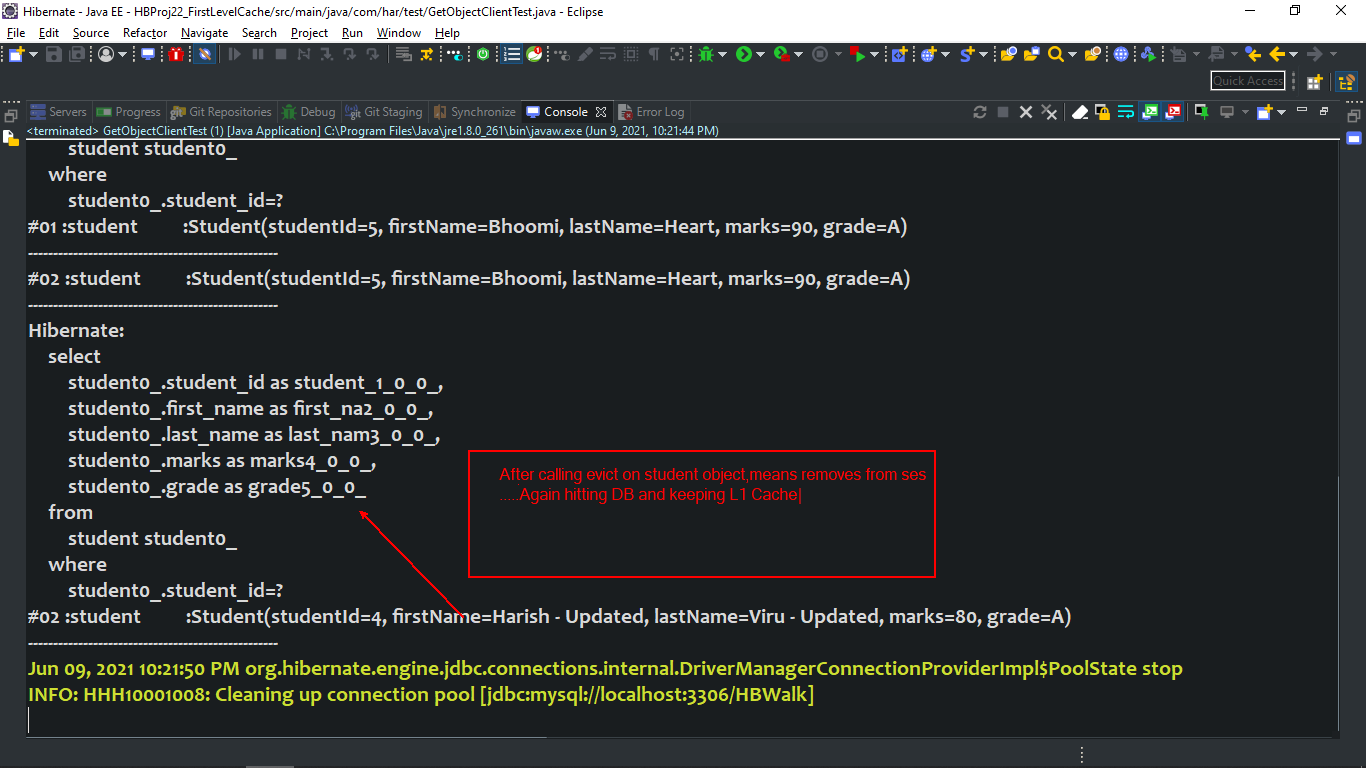 Hibernate - Java EE - HBProj22_FirstLevelCache/src/main/java/com/har/test/GetObjectClientTest.java - Eclipse
File Edit Source Refactor Navigate Search Project Run Window Help
Quick Access
Servers Progress Git Repositories Debug Git Staging Synchronize Console Error Log
<terminated> GetObjectClientTest (1) [Java Application] C:\Program Files\Java\jre1.8.0_261\bin\javaw.exe (Jun 9, 2021, 10:21:44 PM)
student student0_
where
student0_.student_id=?
#01 :student :Student(studentId=5, firstName=Bhoomi, lastName=Heart, marks=90, grade=A)
--------------------------------------------------
#02 :student :Student(studentId=5, firstName=Bhoomi, lastName=Heart, marks=90, grade=A)
--------------------------------------------------
Hibernate:
select
student0_.student_id as student_1_0_0_,
student0_.first_name as first_na2_0_0_,
student0_.last_name as last_nam3_0_0_,
student0_.marks as marks4_0_0_,
student0_.grade as grade5_0_0_
After calling evict on student object,means removes from ses
.....Again hitting DB and keeping L1 Cache
from
student student0_
where
student0_.student_id=?
#02 :student :Student(studentId=4, firstName=Harish - Updated, lastName=Viru - Updated, marks=80, grade=A)
--------------------------------------------------
Jun 09, 2021 10:21:50 PM org.hibernate.engine.jdbc.connections.internal.DriverManagerConnectionProviderImpl$PoolState stop
INFO: HHH10001008: Cleaning up connection pool [jdbc:mysql://localhost:3306/HBWalk]